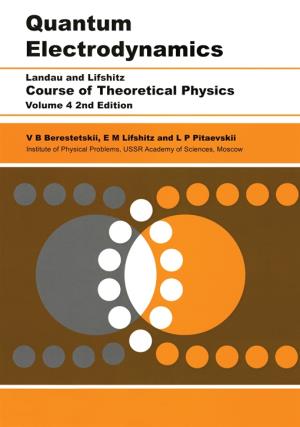 Quantum
Electrodynamics
Landau and Lifshitz
Course of Theoretical Physics
Volume 4 2nd Edition
V B Berestetskii, E M Lifshitz and L P Pitaevskii
Institute of Physical Problems, USSR Academy of Sciences, Moscow